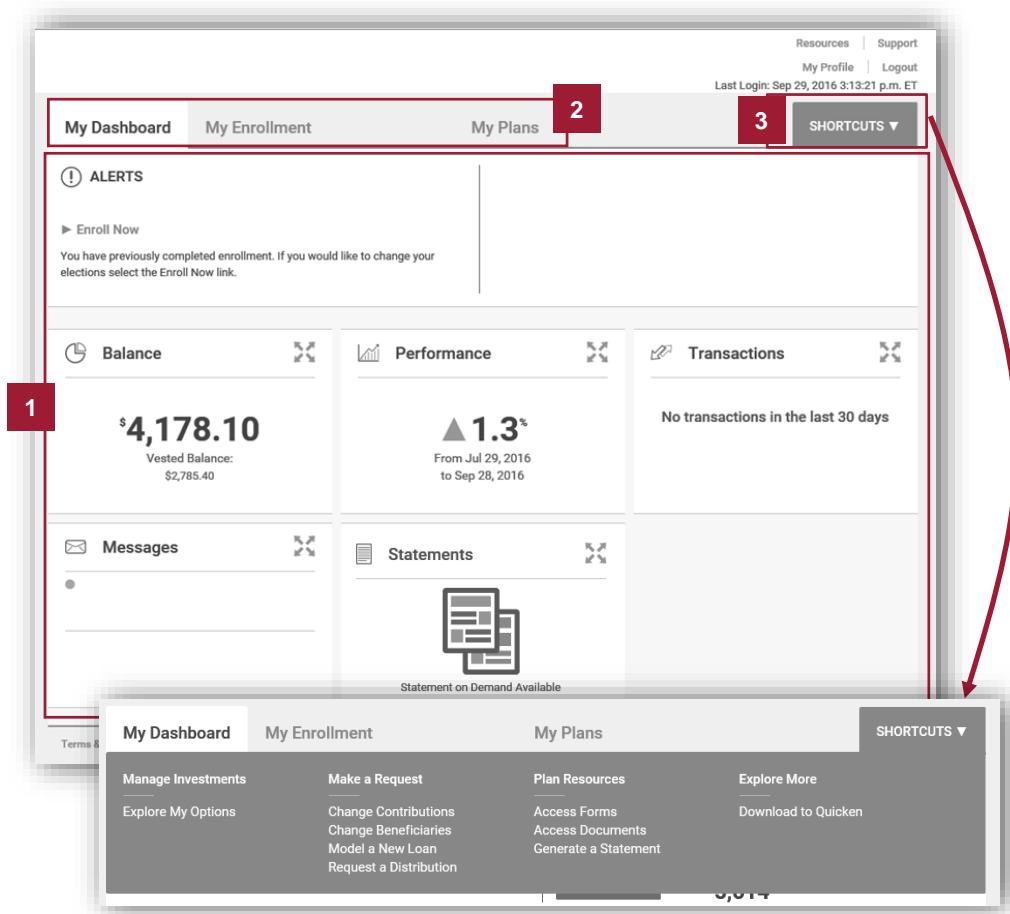 Resources | Support
My Profile | Logout
Last Login: Sep 29, 2016 3:13:21 p.m. ET
My Dashboard My Enrollment My Plans 2 3 SHORTCUTS ▼
! ALERTS
► Enroll Now
You have previously completed enrollment. If you would like to change your
elections select the Enroll Now link.
Balance
1
$4,178.10
Vested Balance:
$2,785.40
Performance
▲ 1.3%
From Jul 29, 2016
to Sep 28, 2016
Transactions
No transactions in the last 30 days
Messages
Statements
Statement on Demand Available
Terms &
My Dashboard My Enrollment My Plans SHORTCUTS ▼
Manage Investments
Explore My Options
Make a Request
Change Contributions
Change Beneficiaries
Model a New Loan
Request a Distribution
Plan Resources
Access Forms
Access Documents
Generate a Statement
Explore More
Download to Quicken